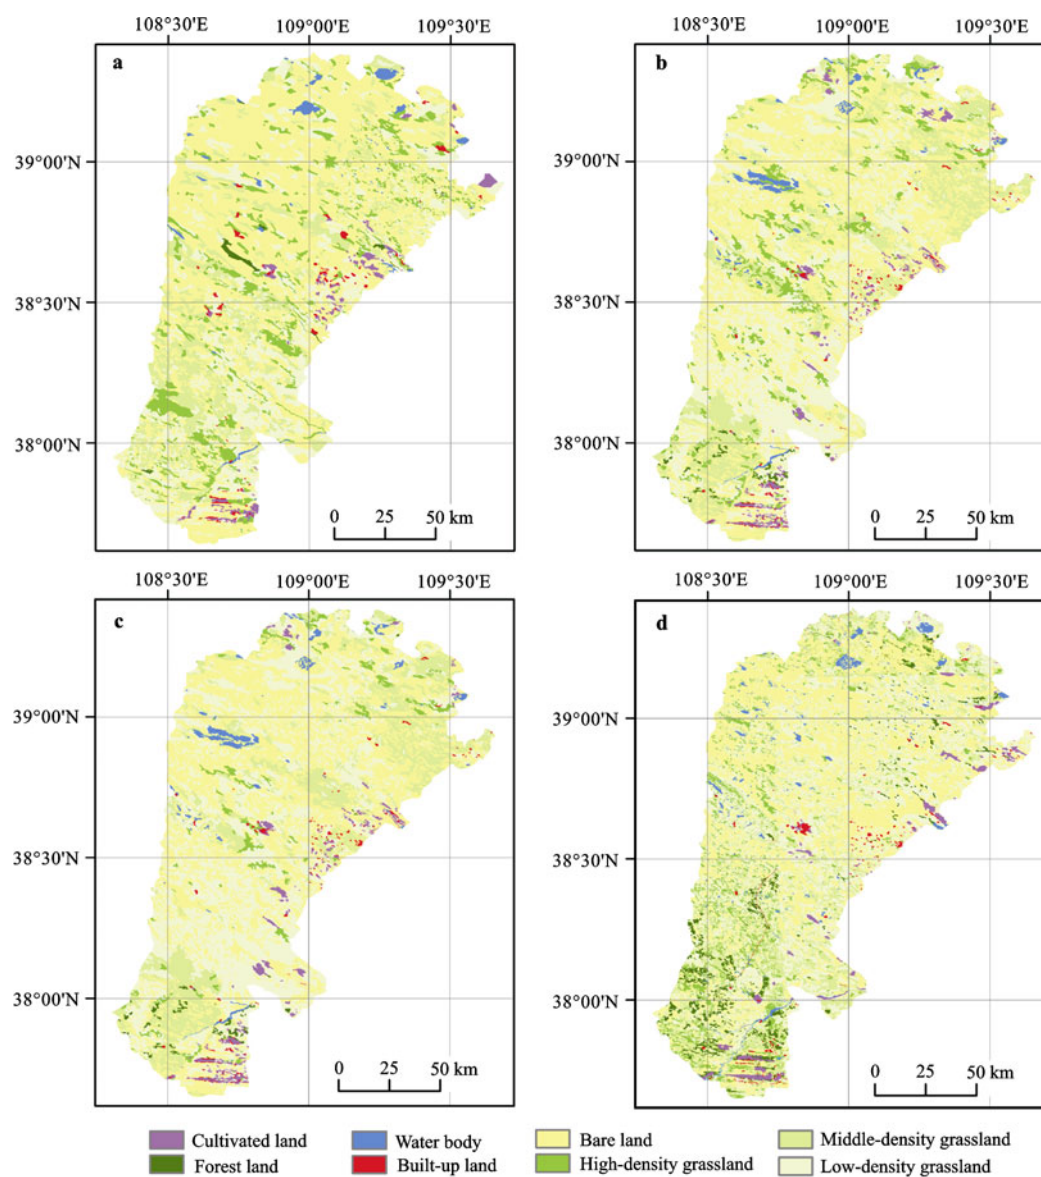 108°30'E 109°00'E 109°30'E 108°30'E 109°00'E 109°30'E
a b
39°00'N 39°00'N
38°30'N 38°30'N
38°00'N 38°00'N
0 25 50 km 0 25 50 km
108°30'E 109°00'E 109°30'E 108°30'E 109°00'E 109°30'E
c d
39°00'N 39°00'N
38°30'N 38°30'N
38°00'N 38°00'N
0 25 50 km 0 25 50 km
Cultivated land Water body Bare land Middle-density grassland
Forest land Built-up land High-density grassland Low-density grassland